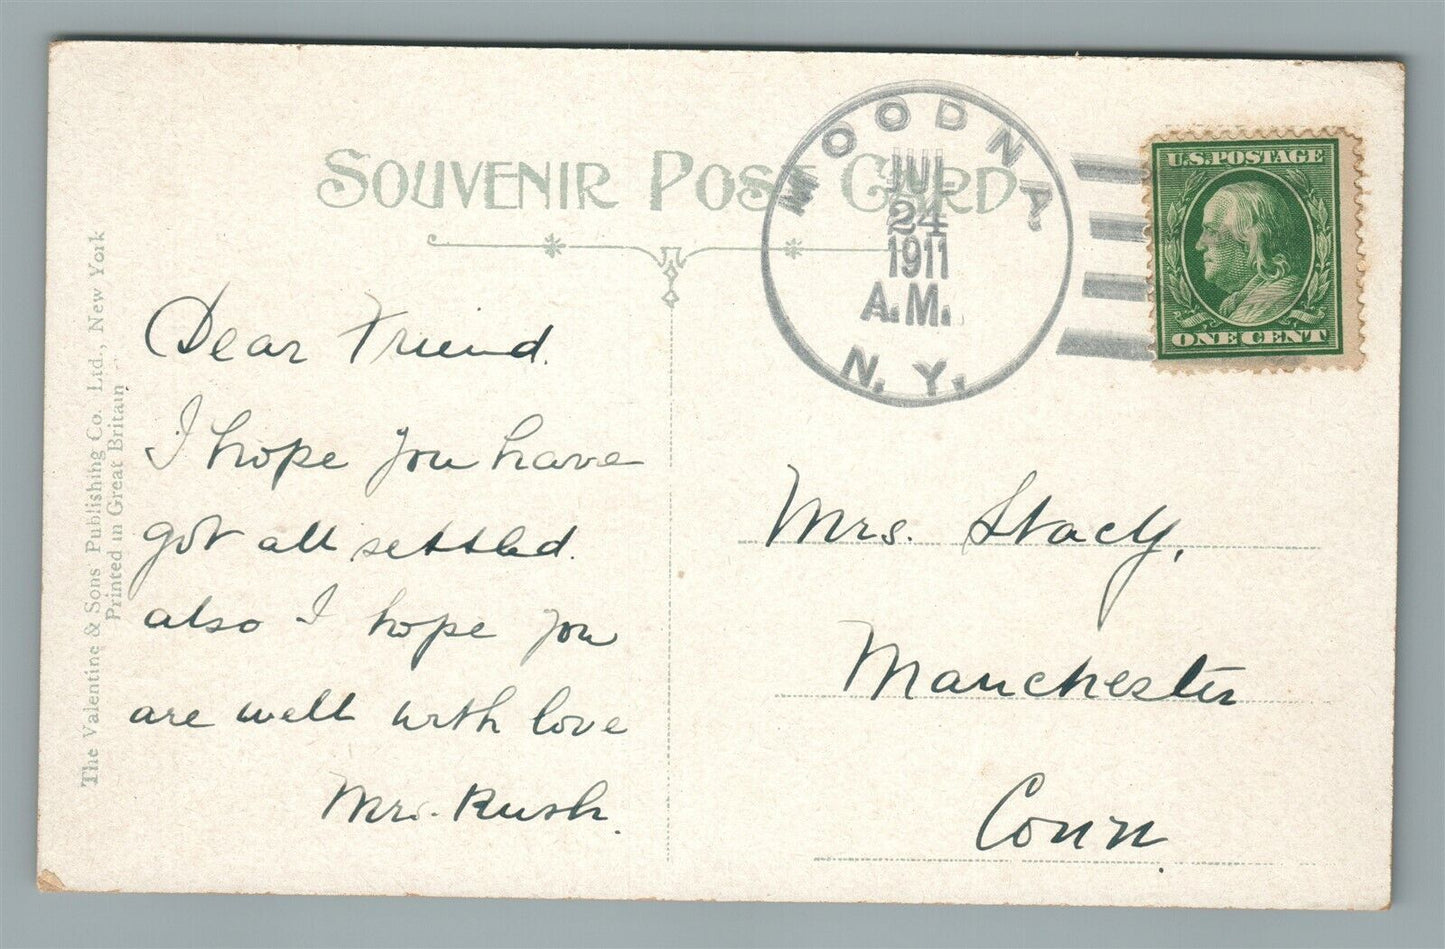 SOUVENIR POST CARD
MOODNA
JUL
24
1911
A.M.
N.Y.
U.S.POSTAGE
ONE CENT
The Valentine & Sons Publishing Co. Ltd., New York
Printed in Great Britain
Dear Friend.
I hope you have
got all settled.
also I hope you
are well with love
Mrs. Rush.
Mrs. Stacy,
Manchester
Conn.